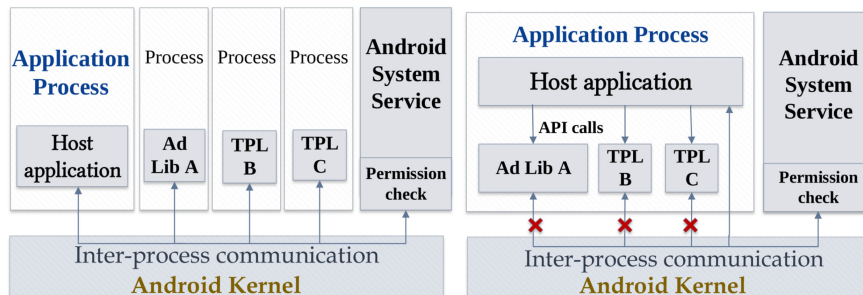 Application
Process
Process
Process
Process
Android
System
Service
Host
application
Ad
Lib A
TPL
B
TPL
C
Permission
check
Inter-process communication
Android Kernel
Application Process
Host application
API calls
Ad Lib A
TPL
B
TPL
C
Android
System
Service
Permission
check
Inter-process communication
Android Kernel